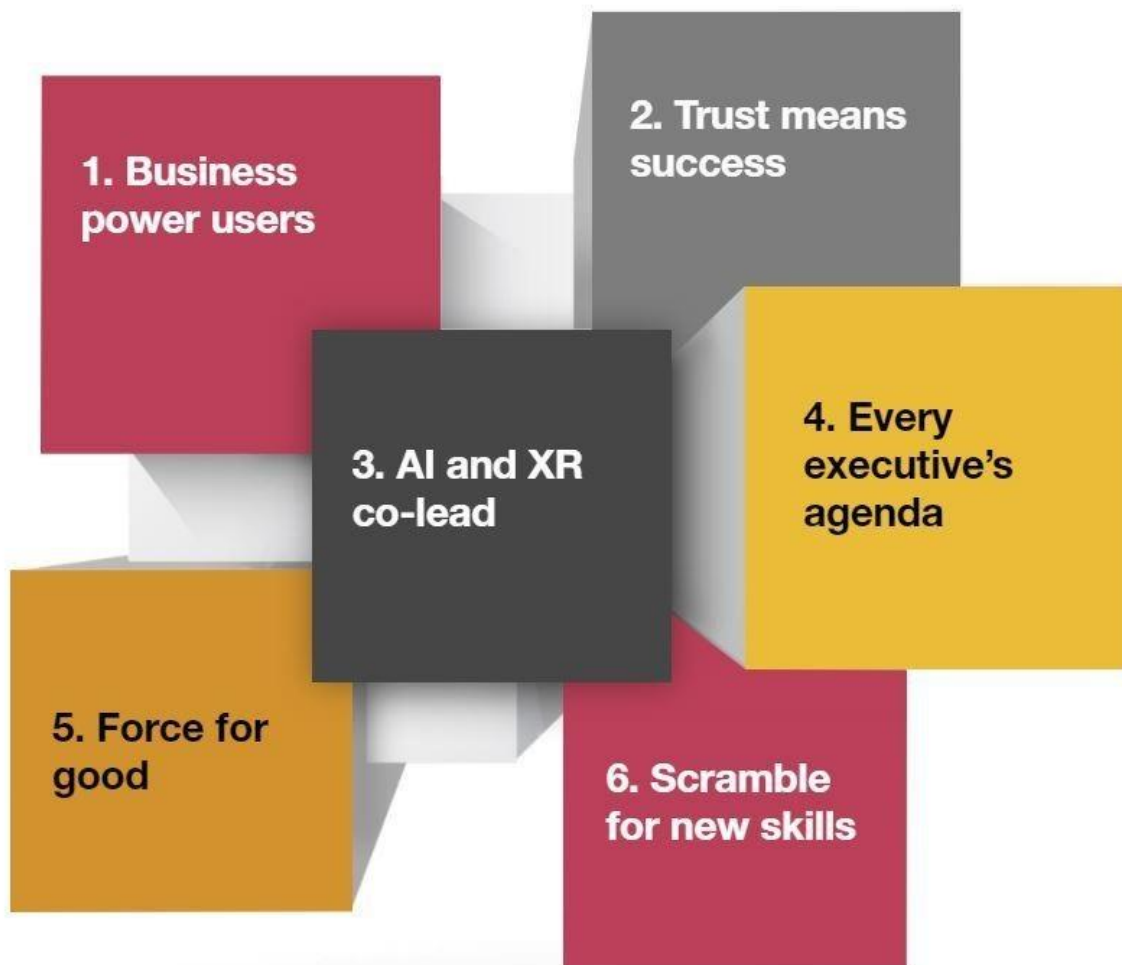 1. Business
power users
2. Trust means
success
3. AI and XR
co-lead
4. Every
executive’s
agenda
5. Force for
good
6. Scramble
for new skills